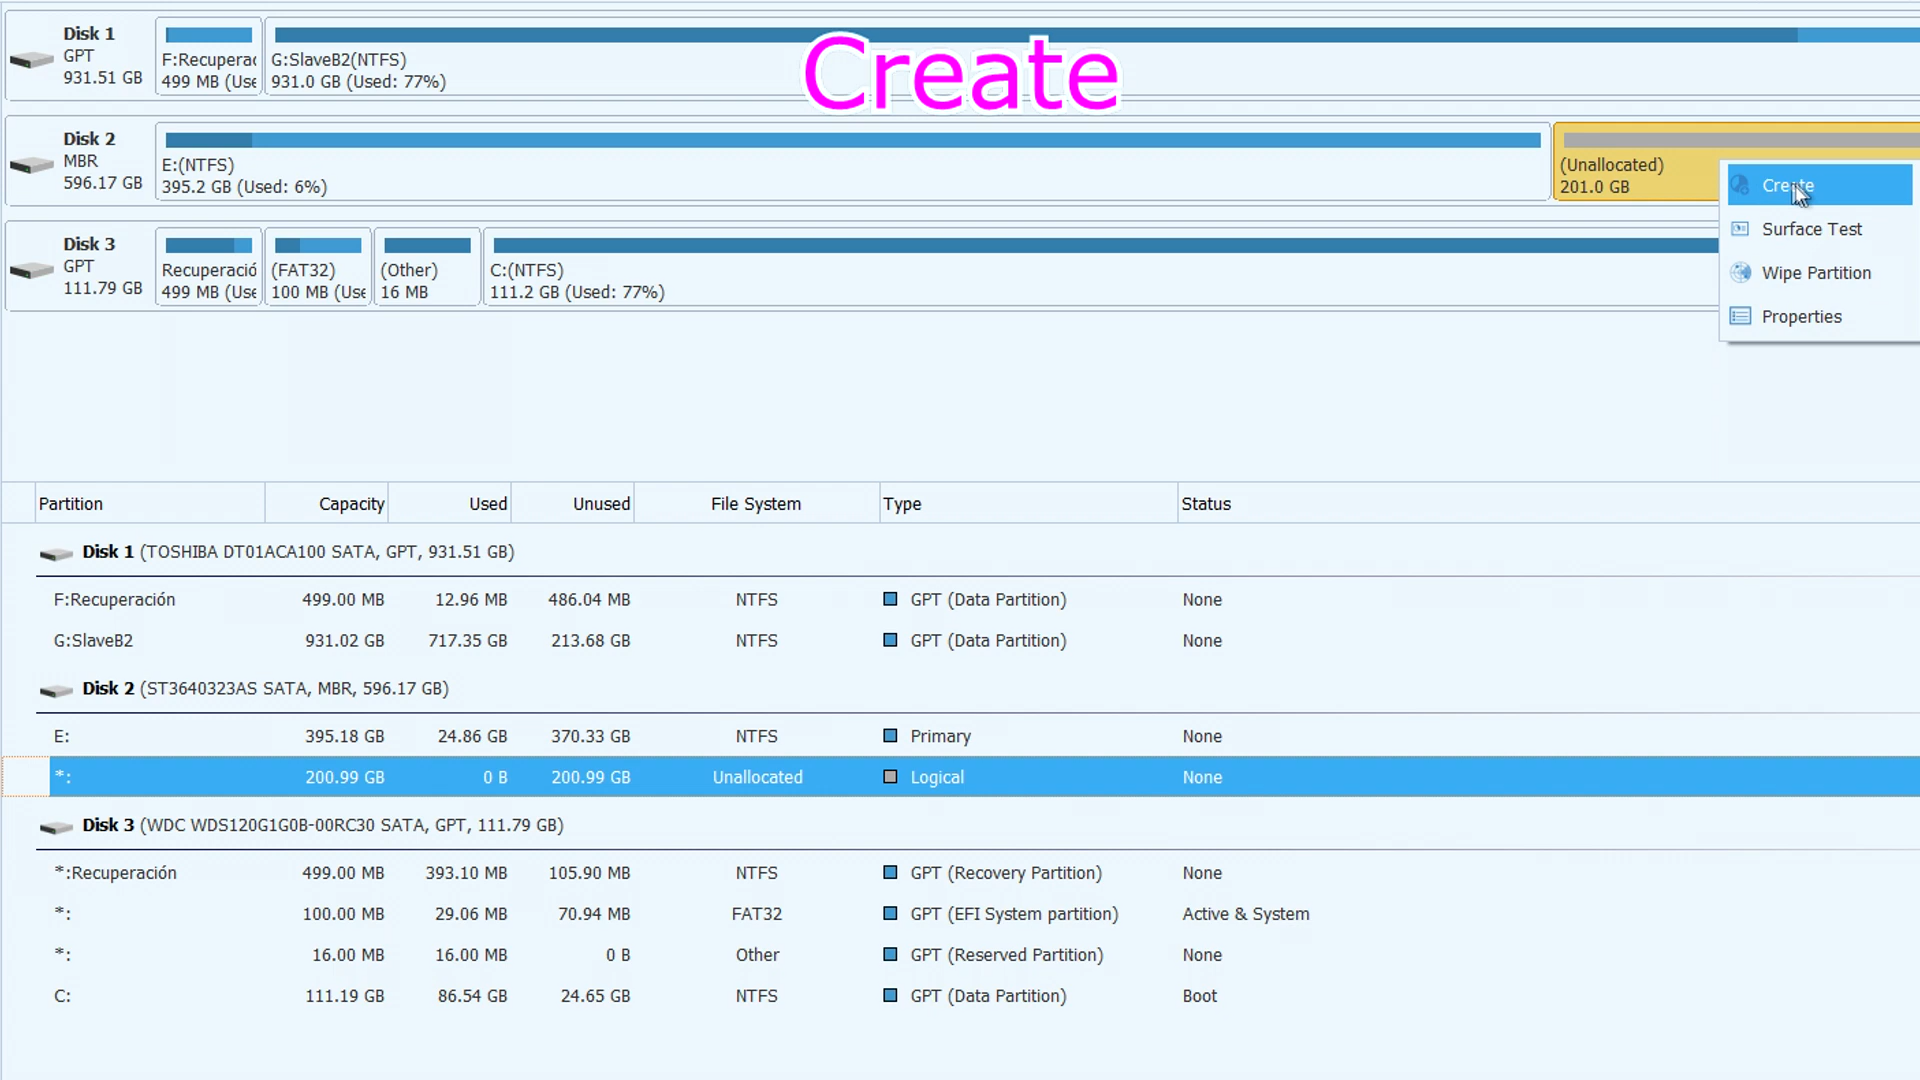 Disk 1
GPT
931.51 GB
F:Recuperac
499 MB (Use
G:SlaveB2(NTFS)
931.0 GB (Used: 77%)
Create
Disk 2
MBR
596.17 GB
E:(NTFS)
395.2 GB (Used: 6%)
(Unallocated)
201.0 GB
Create
Surface Test
Wipe Partition
Properties
Disk 3
GPT
111.79 GB
Recuperació
499 MB (Use
(FAT32)
100 MB (Use
(Other)
16 MB
C:(NTFS)
111.2 GB (Used: 77%)
Partition Capacity Used Unused File System Type Status
Disk 1 (TOSHIBA DT01ACA100 SATA, GPT, 931.51 GB)
F:Recuperación 499.00 MB 12.96 MB 486.04 MB NTFS GPT (Data Partition) None
G:SlaveB2 931.02 GB 717.35 GB 213.68 GB NTFS GPT (Data Partition) None
Disk 2 (ST3640323AS SATA, MBR, 596.17 GB)
E: 395.18 GB 24.86 GB 370.33 GB NTFS Primary None
*: 200.99 GB 0 B 200.99 GB Unallocated Logical None
Disk 3 (WDC WDS120G1G0B-00RC30 SATA, GPT, 111.79 GB)
*:Recuperación 499.00 MB 393.10 MB 105.90 MB NTFS GPT (Recovery Partition) None
*: 100.00 MB 29.06 MB 70.94 MB FAT32 GPT (EFI System partition) Active & System
*: 16.00 MB 16.00 MB 0 B Other GPT (Reserved Partition) None
C: 111.19 GB 86.54 GB 24.65 GB NTFS GPT (Data Partition) Boot